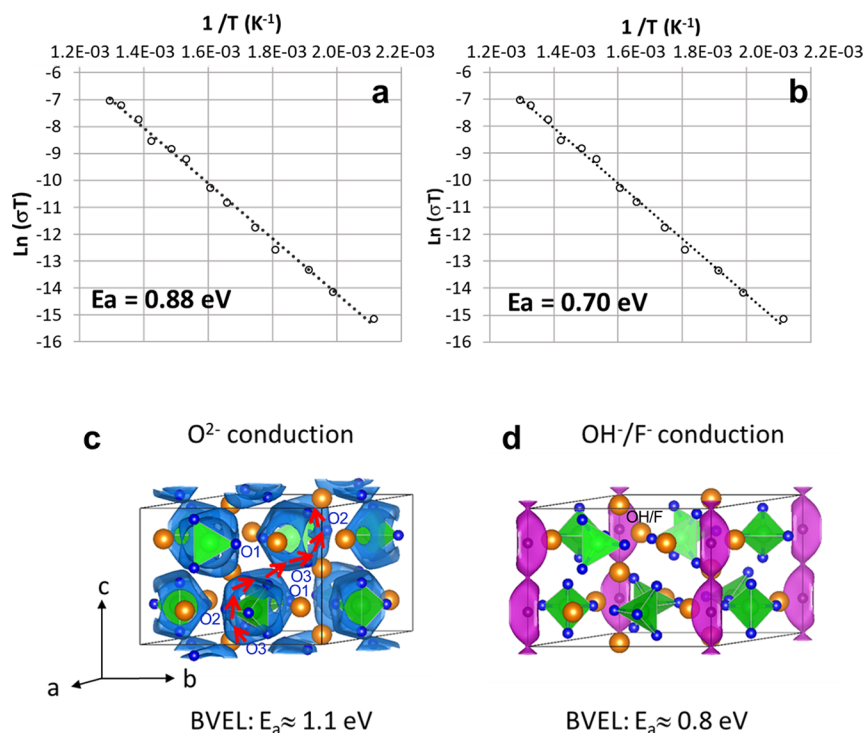 1 /T (K-1)
1.2E-03 1.4E-03 1.6E-03 1.8E-03 2.0E-03 2.2E-03
-6
-7
-8
-9
-10
-11
-12
-13
-14
-15
-16
Ln (σT)
a
Ea = 0.88 eV
1 /T (K-1)
1.2E-03 1.4E-03 1.6E-03 1.8E-03 2.0E-03 2.2E-03
-6
-7
-8
-9
-10
-11
-12
-13
-14
-15
-16
Ln (σT)
b
Ea = 0.70 eV
c
O2- conduction
O2
O1
O3
O1
O2
O3
c
a
b
BVEL: Ea≈ 1.1 eV
d
OH-/F- conduction
OH/F
BVEL: Ea≈ 0.8 eV